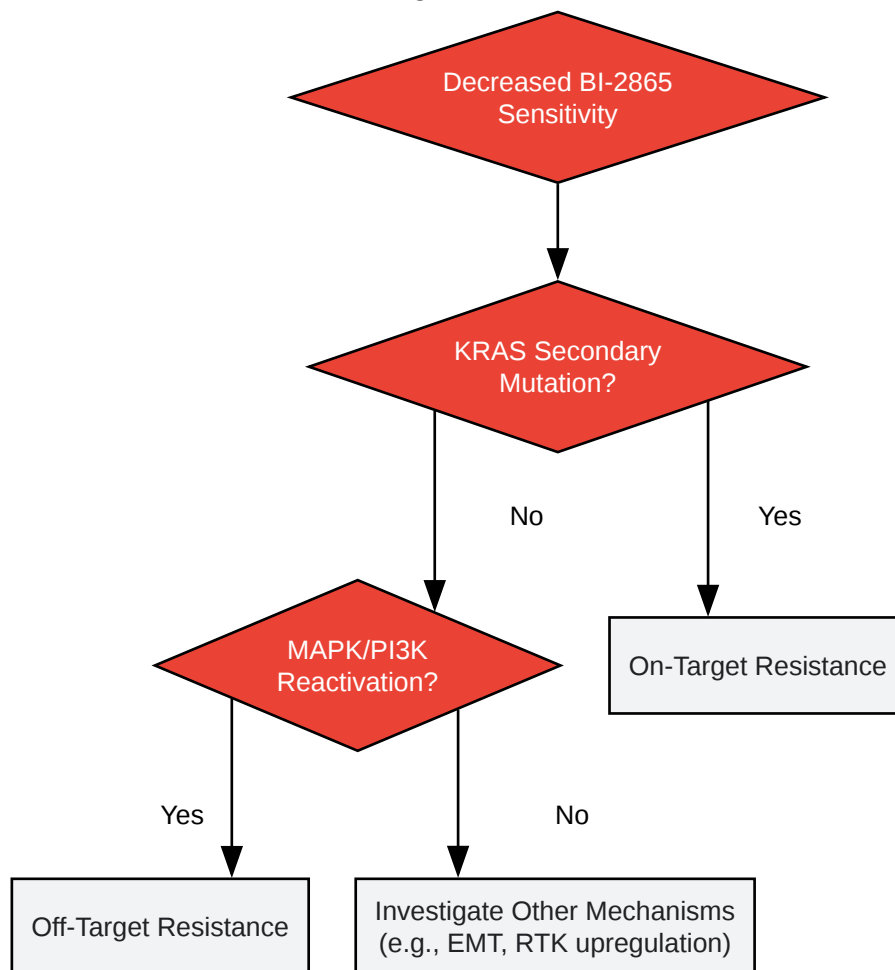 Decreased BI-2865
Sensitivity
KRAS Secondary
Mutation?
No
Yes
MAPK/PI3K
Reactivation?
On-Target Resistance
Yes
No
Off-Target Resistance
Investigate Other Mechanisms
(e.g., EMT, RTK upregulation)